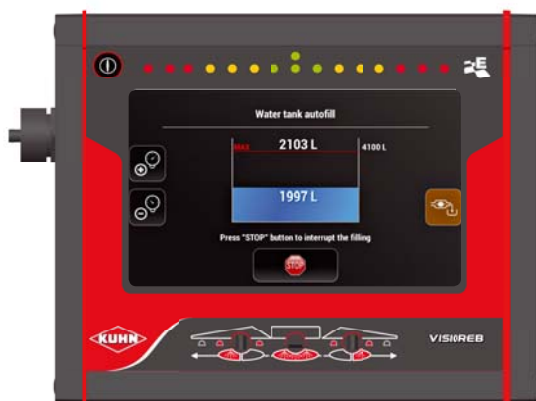 Water tank autofill
MAX 2103 L 4100 L
1997 L
Press "STOP" button to interrupt the filling
STOP
KUHN
VISIOREB